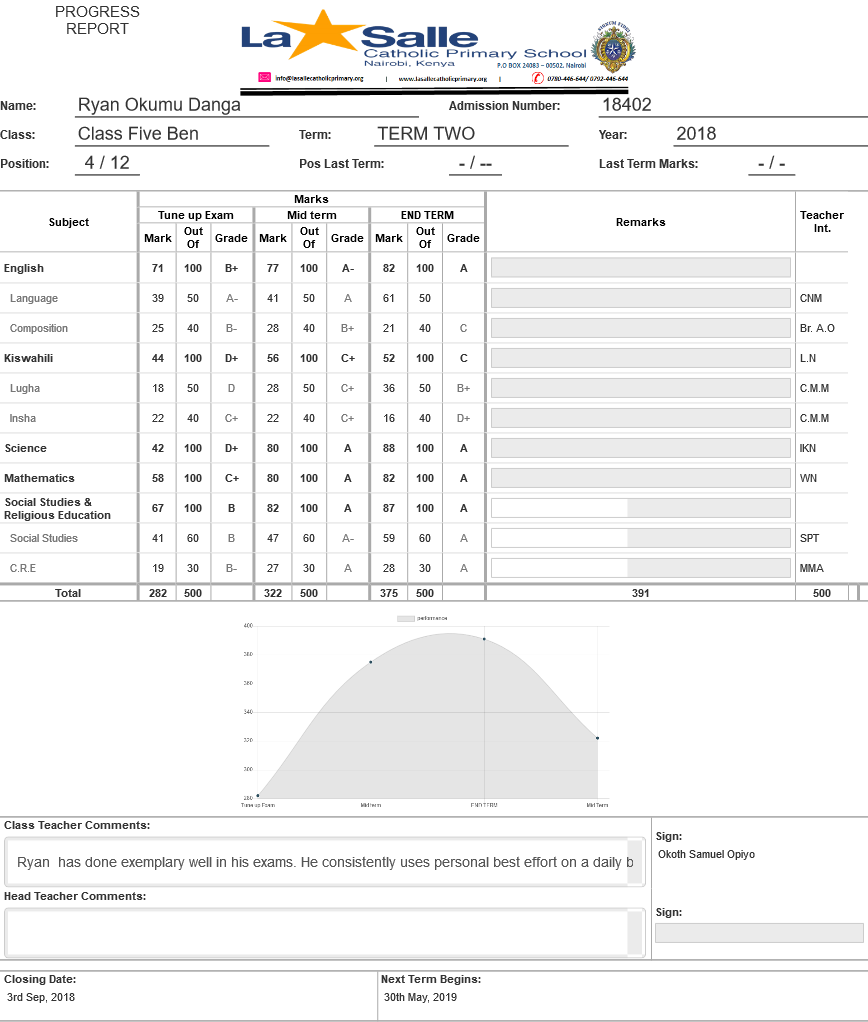 PROGRESS
REPORT
La Salle
Catholic Primary School
Nairobi, Kenya
P.O BOX 24083 – 00502, Nairobi
info@lasallecatholicprimary.org | www.lasallecatholicprimary.org | 0780-446-644/ 0792-446-644
Name: Ryan Okumu Danga Admission Number: 18402
Class: Class Five Ben Term: TERM TWO Year: 2018
Position: 4 / 12 Pos Last Term: - / -- Last Term Marks: - / -
Subject Marks Remarks Teacher Int.
Tune up Exam Mid term END TERM
Mark Out Of Grade Mark Out Of Grade Mark Out Of Grade
English 71 100 B+ 77 100 A- 82 100 A
Language 39 50 A- 41 50 A 61 50 CNM
Composition 25 40 B- 28 40 B+ 21 40 C Br. A.O
Kiswahili 44 100 D+ 56 100 C+ 52 100 C L.N
Lugha 18 50 D 28 50 C+ 36 50 B+ C.M.M
Insha 22 40 C+ 22 40 C+ 16 40 D+ C.M.M
Science 42 100 D+ 80 100 A 88 100 A IKN
Mathematics 58 100 C+ 80 100 A 82 100 A WN
Social Studies &
Religious Education 67 100 B 82 100 A 87 100 A
Social Studies 41 60 B 47 60 A- 59 60 A SPT
C.R.E 19 30 B- 27 30 A 28 30 A MMA
Total 282 500 322 500 375 500 391 500
performance
400
380
360
340
320
300
280
Tune up Exam Mid term END TERM Mid Term
Class Teacher Comments:
Ryan has done exemplary well in his exams. He consistently uses personal best effort on a daily b
Sign:
Okoth Samuel Opiyo
Head Teacher Comments:
Sign:
Closing Date: Next Term Begins:
3rd Sep, 2018 30th May, 2019